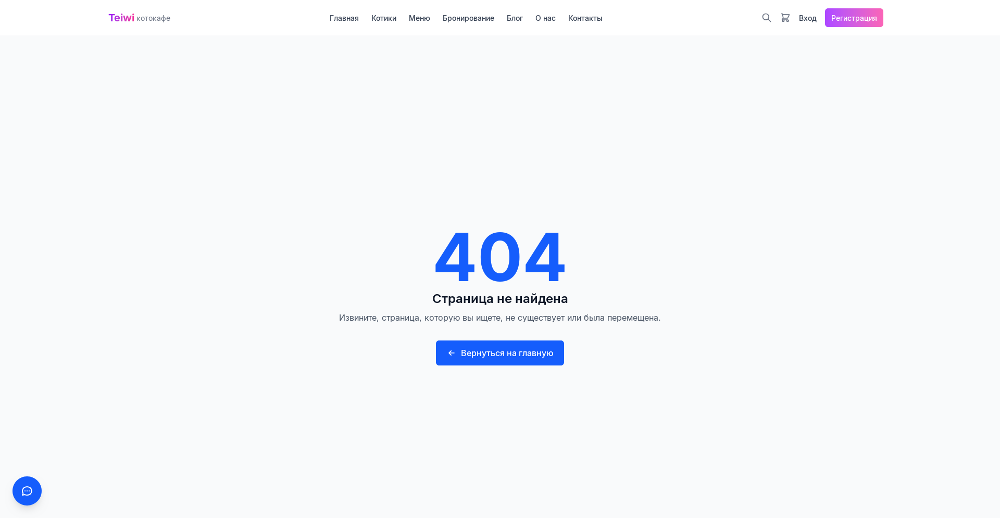 Teiwi котокафе
Главная Котики Меню Бронирование Блог О нас Контакты
Вход Регистрация
404
Страница не найдена
Извините, страница, которую вы ищете, не существует или была перемещена.
Вернуться на главную